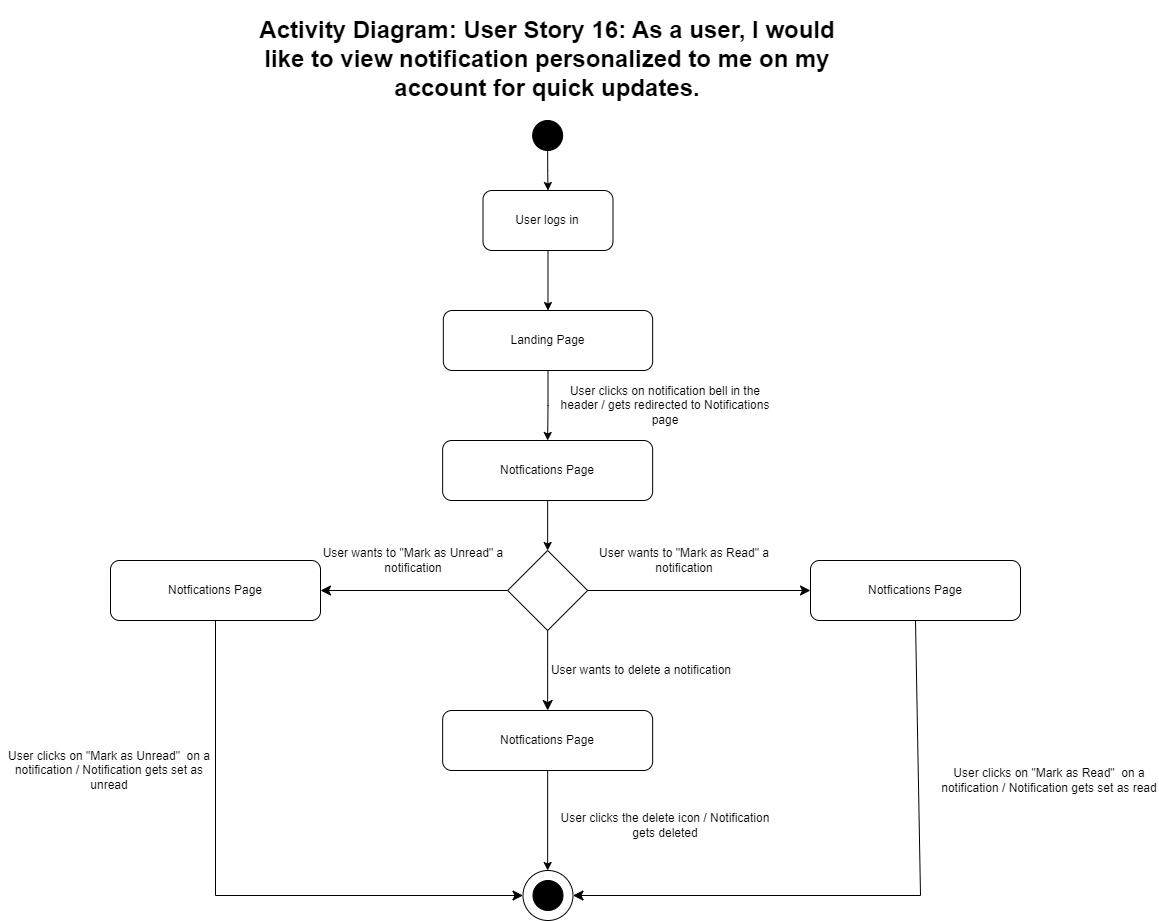 Activity Diagram: User Story 16: As a user, I would
like to view notification personalized to me on my
account for quick updates.
User logs in
Landing Page
User clicks on notification bell in the
header / gets redirected to Notifications
page
Notfications Page
User wants to "Mark as Unread" a
notification
User wants to "Mark as Read" a
notification
Notfications Page
Notfications Page
User wants to delete a notification
Notfications Page
User clicks on "Mark as Unread"  on a
notification / Notification gets set as
unread
User clicks on "Mark as Read"  on a
notification / Notification gets set as read
User clicks the delete icon / Notification
gets deleted